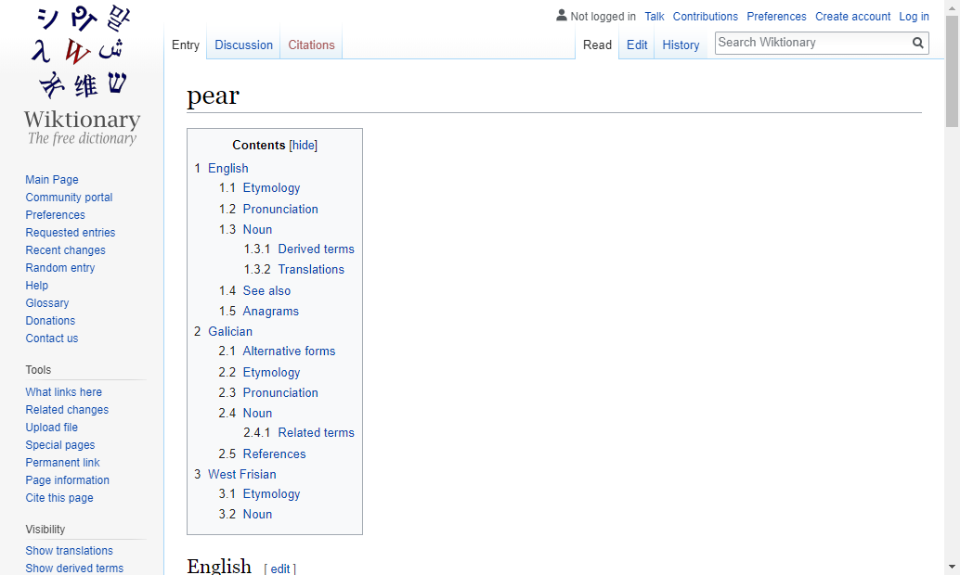 Not logged in Talk Contributions Preferences Create account Log in
Entry Discussion Citations Read Edit History Search Wiktionary
シ
અ
말
λ
W
ش
维
ש
Wiktionary
The free dictionary
Main Page
Community portal
Preferences
Requested entries
Recent changes
Random entry
Help
Glossary
Donations
Contact us
Tools
What links here
Related changes
Upload file
Special pages
Permanent link
Page information
Cite this page
Visibility
Show translations
Show derived terms
pear
Contents [hide]
1 English
1.1 Etymology
1.2 Pronunciation
1.3 Noun
1.3.1 Derived terms
1.3.2 Translations
1.4 See also
1.5 Anagrams
2 Galician
2.1 Alternative forms
2.2 Etymology
2.3 Pronunciation
2.4 Noun
2.4.1 Related terms
2.5 References
3 West Frisian
3.1 Etymology
3.2 Noun
English [ edit ]